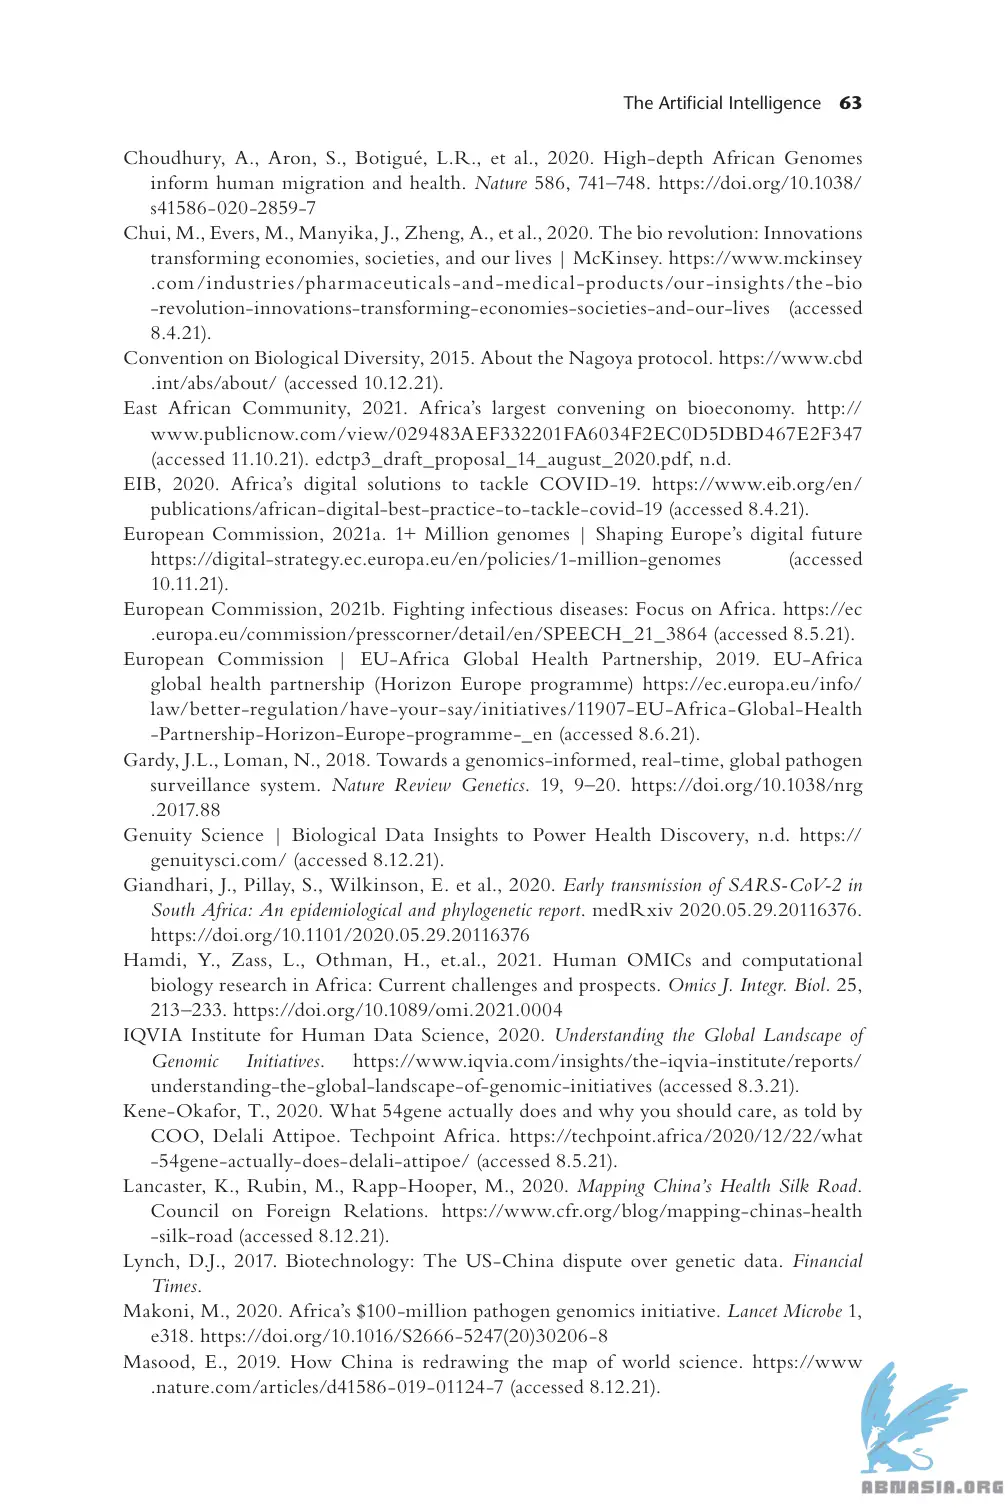 The Artificial Intelligence 63
Choudhury, A., Aron, S., Botigué, L.R., et al., 2020. High-depth African Genomes
inform human migration and health. Nature 586, 741–748. https://doi.org/10.1038/
s41586-020-2859-7
Chui, M., Evers, M., Manyika, J., Zheng, A., et al., 2020. The bio revolution: Innovations
transforming economies, societies, and our lives | McKinsey. https://www.mckinsey
.com/industries/pharmaceuticals-and-medical-products/our-insights/the-bio
-revolution-innovations-transforming-economies-societies-and-our-lives (accessed
8.4.21).
Convention on Biological Diversity, 2015. About the Nagoya protocol. https://www.cbd
.int/abs/about/ (accessed 10.12.21).
East African Community, 2021. Africa's largest convening on bioeconomy. http://
www.publicnow.com/view/029483AEF332201FA6034F2EC0D5DBD467E2F347
(accessed 11.10.21). edctp3_draft_proposal_14_august_2020.pdf, n.d.
EIB, 2020. Africa's digital solutions to tackle COVID-19. https://www.eib.org/en/
publications/african-digital-best-practice-to-tackle-covid-19 (accessed 8.4.21).
European Commission, 2021a. 1+ Million genomes | Shaping Europe's digital future
https://digital-strategy.ec.europa.eu/en/policies/1-million-genomes (accessed
10.11.21).
European Commission, 2021b. Fighting infectious diseases: Focus on Africa. https://ec
.europa.eu/commission/presscorner/detail/en/SPEECH_21_3864 (accessed 8.5.21).
European Commission | EU-Africa Global Health Partnership, 2019. EU-Africa
global health partnership (Horizon Europe programme) https://ec.europa.eu/info/
law/better-regulation/have-your-say/initiatives/11907-EU-Africa-Global-Health
-Partnership-Horizon-Europe-programme-_en (accessed 8.6.21).
Gardy, J.L., Loman, N., 2018. Towards a genomics-informed, real-time, global pathogen
surveillance system. Nature Review Genetics. 19, 9–20. https://doi.org/10.1038/nrg
.2017.88
Genuity Science | Biological Data Insights to Power Health Discovery, n.d. https://
genuitysci.com/ (accessed 8.12.21).
Giandhari, J., Pillay, S., Wilkinson, E. et al., 2020. Early transmission of SARS-CoV-2 in
South Africa: An epidemiological and phylogenetic report. medRxiv 2020.05.29.20116376.
https://doi.org/10.1101/2020.05.29.20116376
Hamdi, Y., Zass, L., Othman, H., et.al., 2021. Human OMICs and computational
biology research in Africa: Current challenges and prospects. Omics J. Integr. Biol. 25,
213–233. https://doi.org/10.1089/omi.2021.0004
IQVIA Institute for Human Data Science, 2020. Understanding the Global Landscape of
Genomic Initiatives. https://www.iqvia.com/insights/the-iqvia-institute/reports/
understanding-the-global-landscape-of-genomic-initiatives (accessed 8.3.21).
Kene-Okafor, T., 2020. What 54gene actually does and why you should care, as told by
COO, Delali Attipoe. Techpoint Africa. https://techpoint.africa/2020/12/22/what
-54gene-actually-does-delali-attipoe/ (accessed 8.5.21).
Lancaster, K., Rubin, M., Rapp-Hooper, M., 2020. Mapping China's Health Silk Road.
Council on Foreign Relations. https://www.cfr.org/blog/mapping-chinas-health
-silk-road (accessed 8.12.21).
Lynch, D.J., 2017. Biotechnology: The US-China dispute over genetic data. Financial
Times.
Makoni, M., 2020. Africa's $100-million pathogen genomics initiative. Lancet Microbe 1,
e318. https://doi.org/10.1016/S2666-5247(20)30206-8
Masood, E., 2019. How China is redrawing the map of world science. https://www
.nature.com/articles/d41586-019-01124-7 (accessed 8.12.21).
ABNASIA.ORG